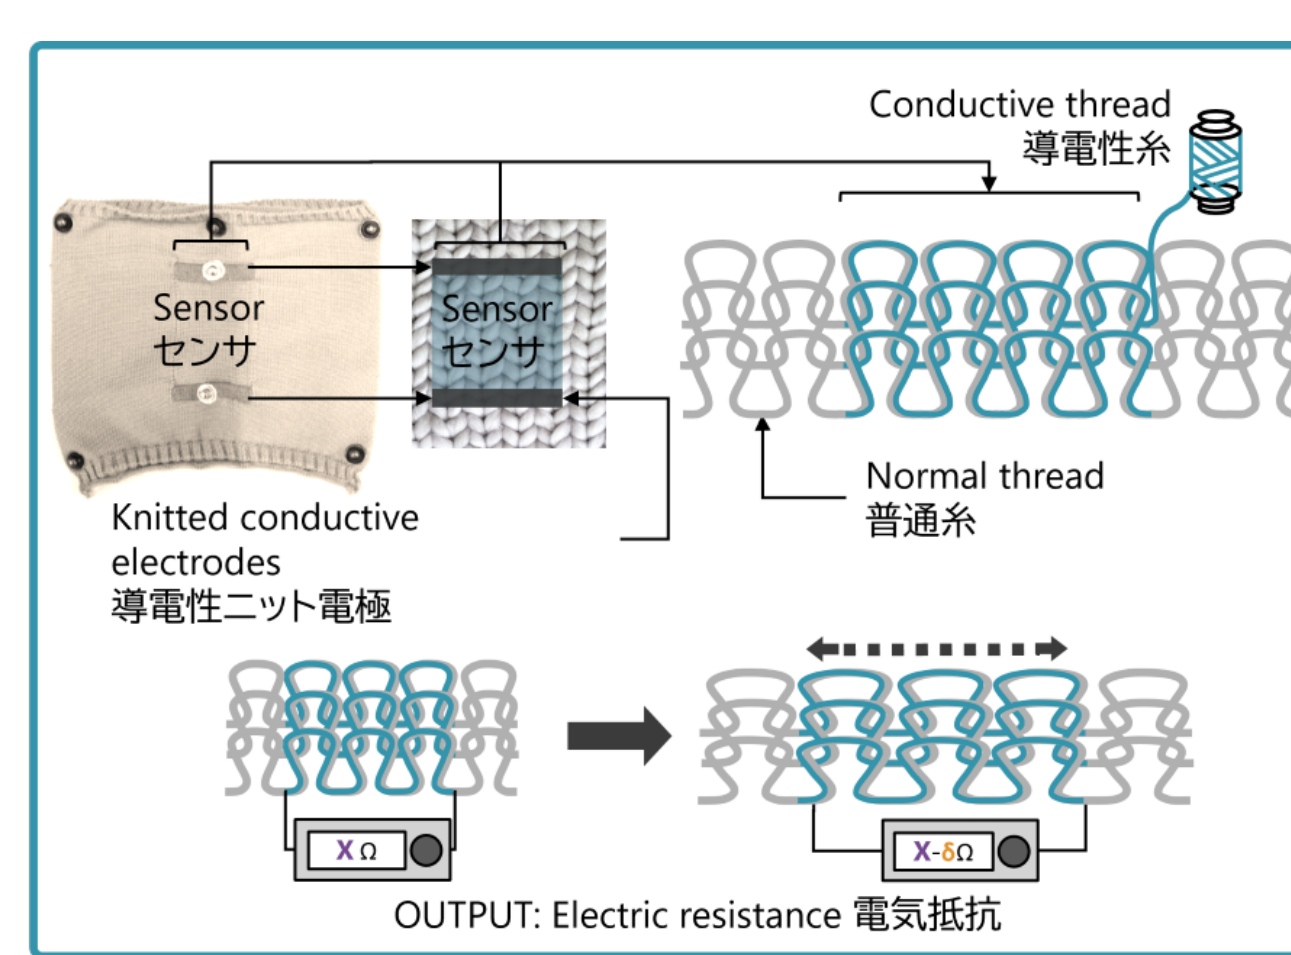 Conductive thread
導電性糸
Sensor
センサ
Sensor
センサ
Normal thread
普通糸
Knitted conductive
electrodes
導電性ニット電極
X Ω
X-δΩ
OUTPUT: Electric resistance 電気抵抗